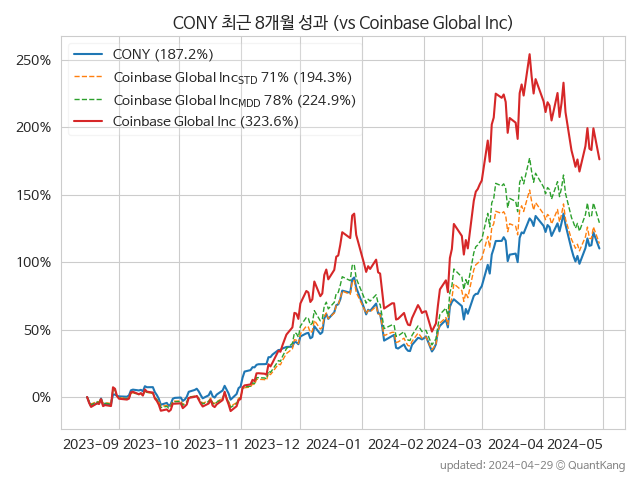 CONY 최근 8개월 성과 (vs Coinbase Global Inc)
CONY (187.2%)
Coinbase Global IncSTD 71% (194.3%)
Coinbase Global IncMDD 78% (224.9%)
Coinbase Global Inc (323.6%)
250%
200%
150%
100%
50%
0%
2023-09 2023-10 2023-11 2023-12 2024-01 2024-02 2024-03 2024-04 2024-05
updated: 2024-04-29 © QuantKang